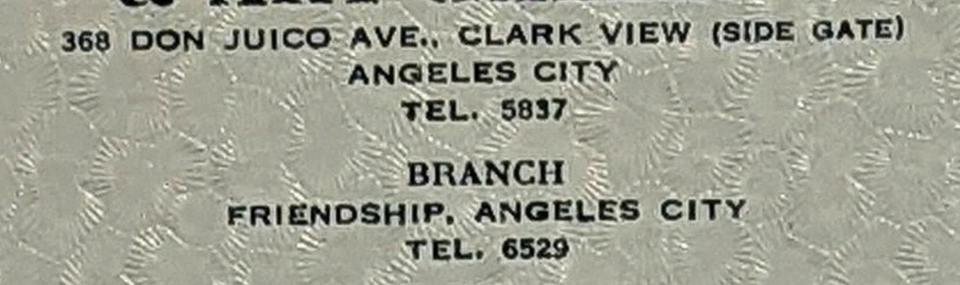 368 DON JUICO AVE., CLARK VIEW (SIDE GATE)
ANGELES CITY
TEL. 5837
BRANCH
FRIENDSHIP, ANGELES CITY
TEL. 6529